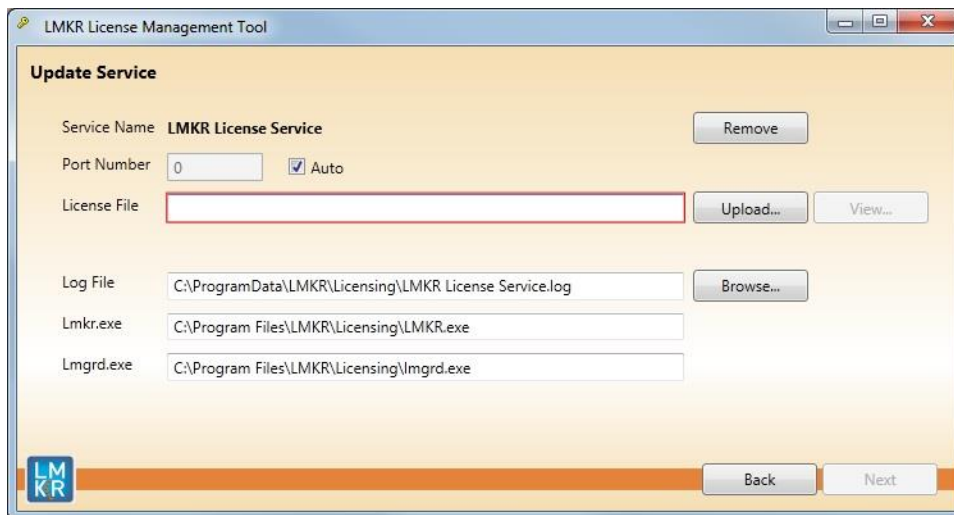 LMKR License Management Tool
Update Service
Service Name LMKR License Service Remove
Port Number 0 Auto
License File Upload... View...
Log File C:\ProgramData\LMKR\Licensing\LMKR License Service.log Browse...
Lmkr.exe C:\Program Files\LMKR\Licensing\LMKR.exe
Lmgrd.exe C:\Program Files\LMKR\Licensing\lmgrd.exe
LM
KR
Back Next